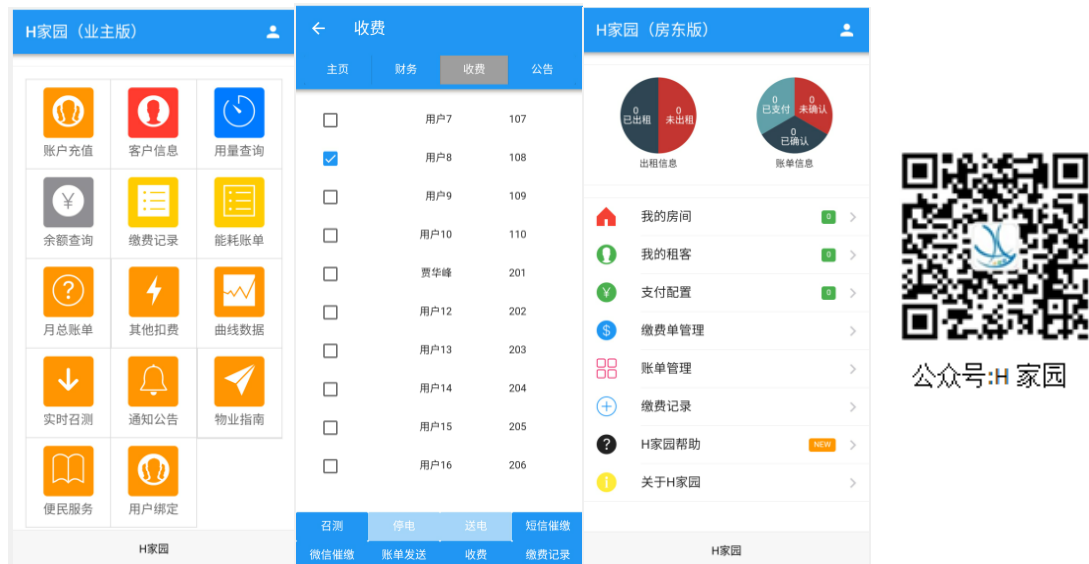 H家园（业主版）
账户充值 客户信息 用量查询
余额查询 缴费记录 能耗账单
月总账单 其他扣费 曲线数据
实时召测 通知公告 物业指南
便民服务 用户绑定
H家园
收费
主页 财务 收费 公告
用户7 107
用户8 108
用户9 109
用户10 110
贾华峰 201
用户12 202
用户13 203
用户14 204
用户15 205
用户16 206
召测 停电 送电 短信催缴
微信催缴 账单发送 收费 缴费记录
H家园（房东版）
0 已出租
0 未出租
出租信息
0 已支付
0 未确认
0 已确认
账单信息
我的房间 0
我的租客 0
支付配置 0
缴费单管理
账单管理
缴费记录
H家园帮助 NEW
关于H家园
H家园
公众号:H 家园